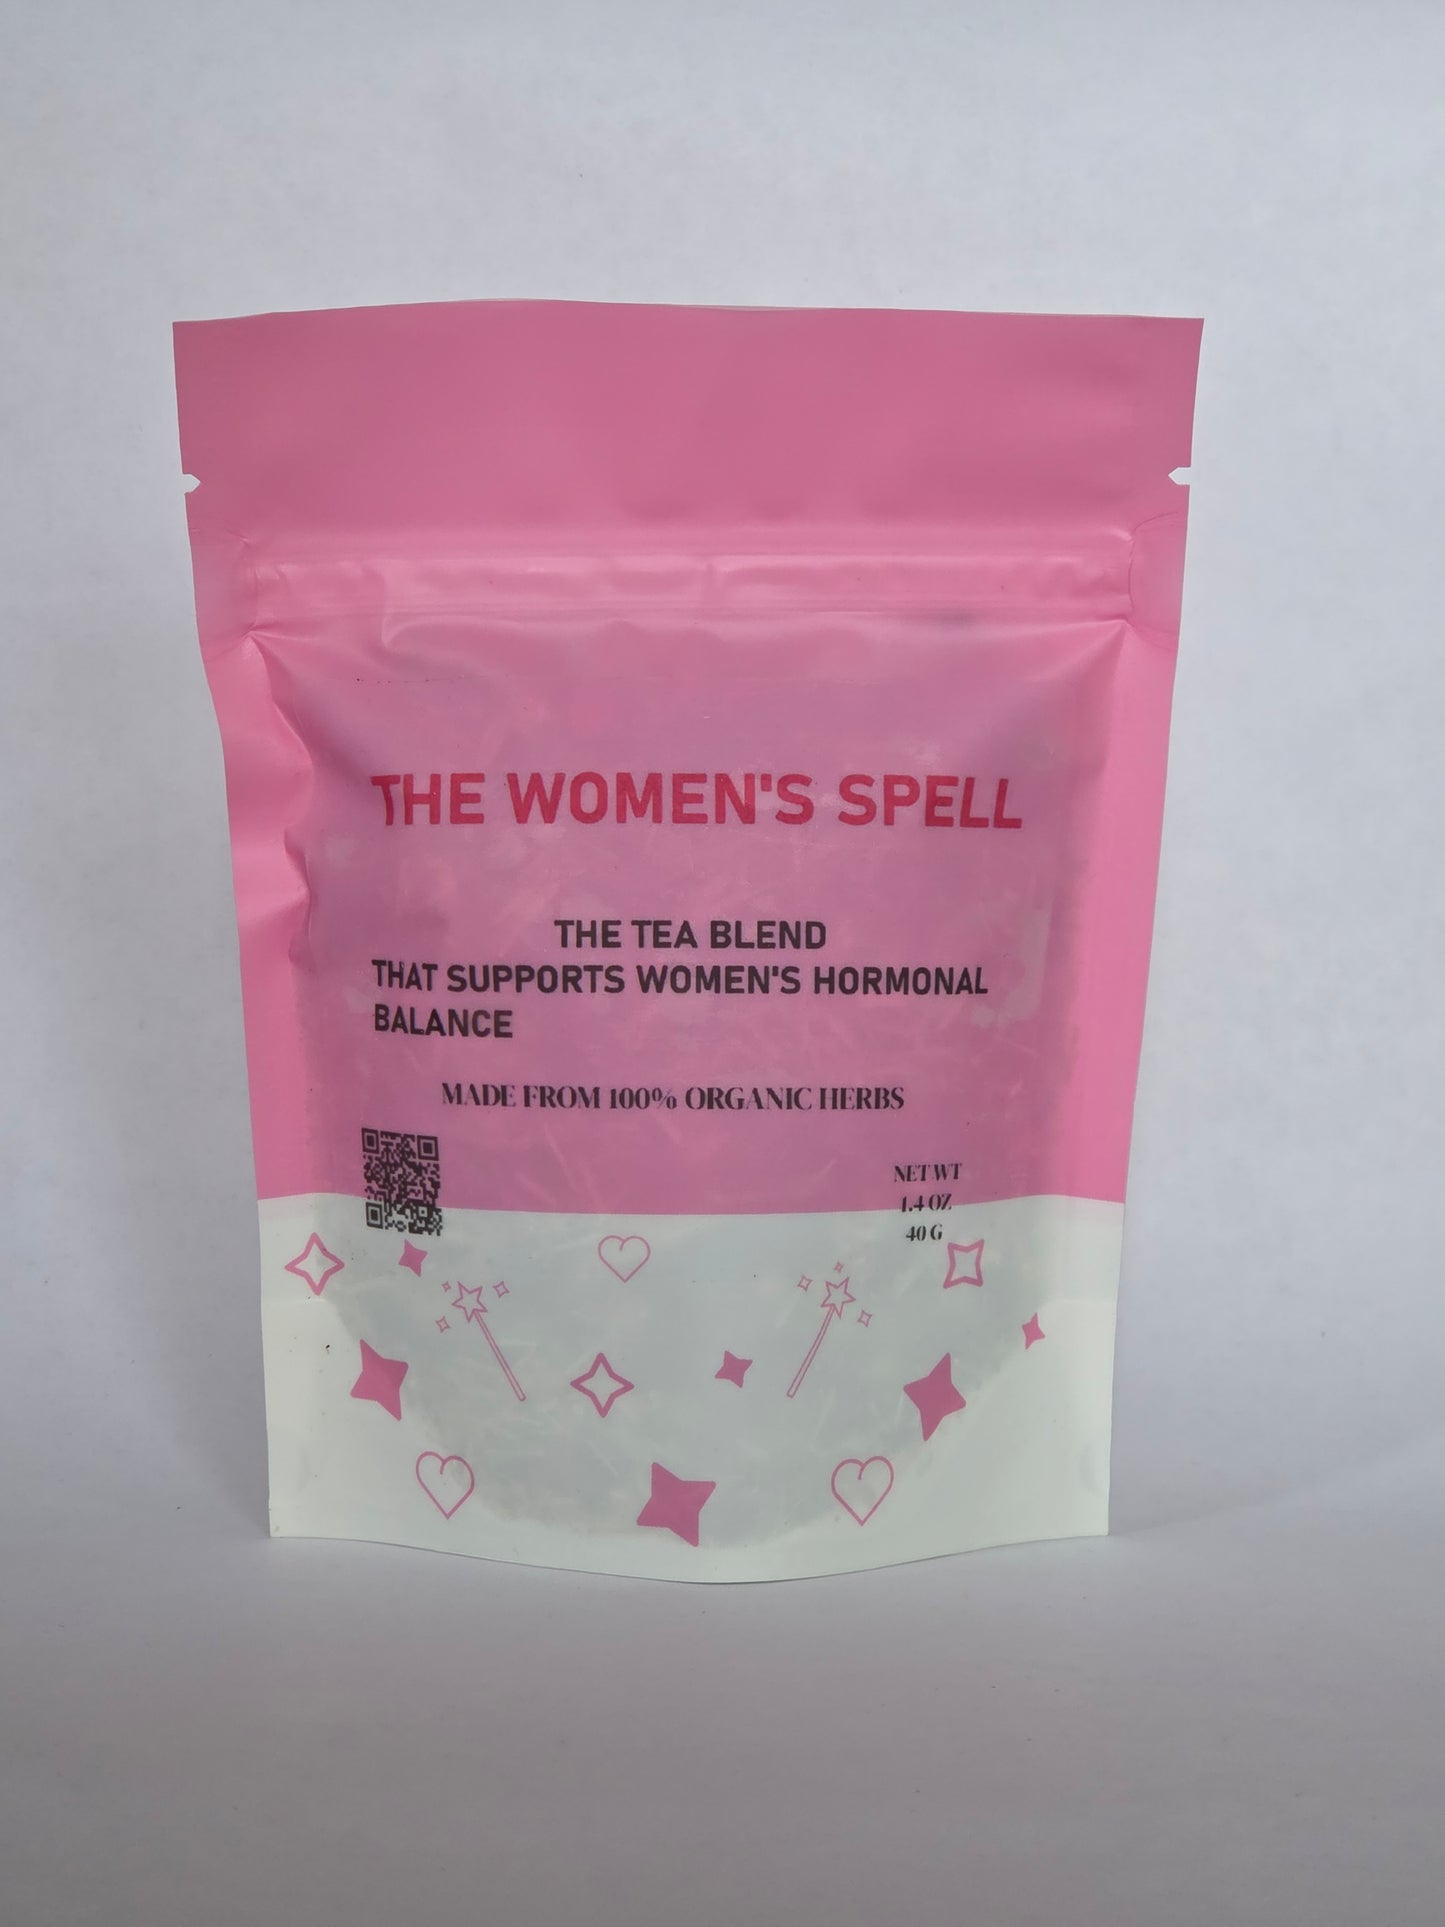 THE WOMEN'S SPELL
THE TEA BLEND
THAT SUPPORTS WOMEN'S HORMONAL
BALANCE
MADE FROM 100% ORGANIC HERBS
NET WT
1.4 OZ
40 G